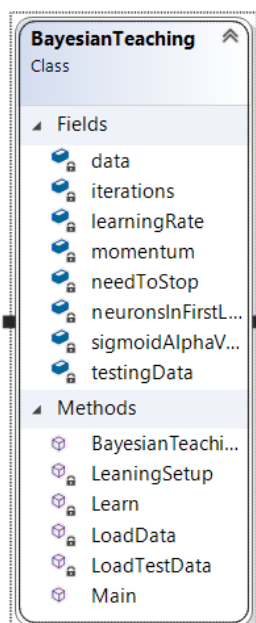 BayesianTeaching
Class
Fields
data
iterations
learningRate
momentum
needToStop
neuronsInFirstL...
sigmoidAlphaV...
testingData
Methods
BayesianTeachi...
LeaningSetup
Learn
LoadData
LoadTestData
Main